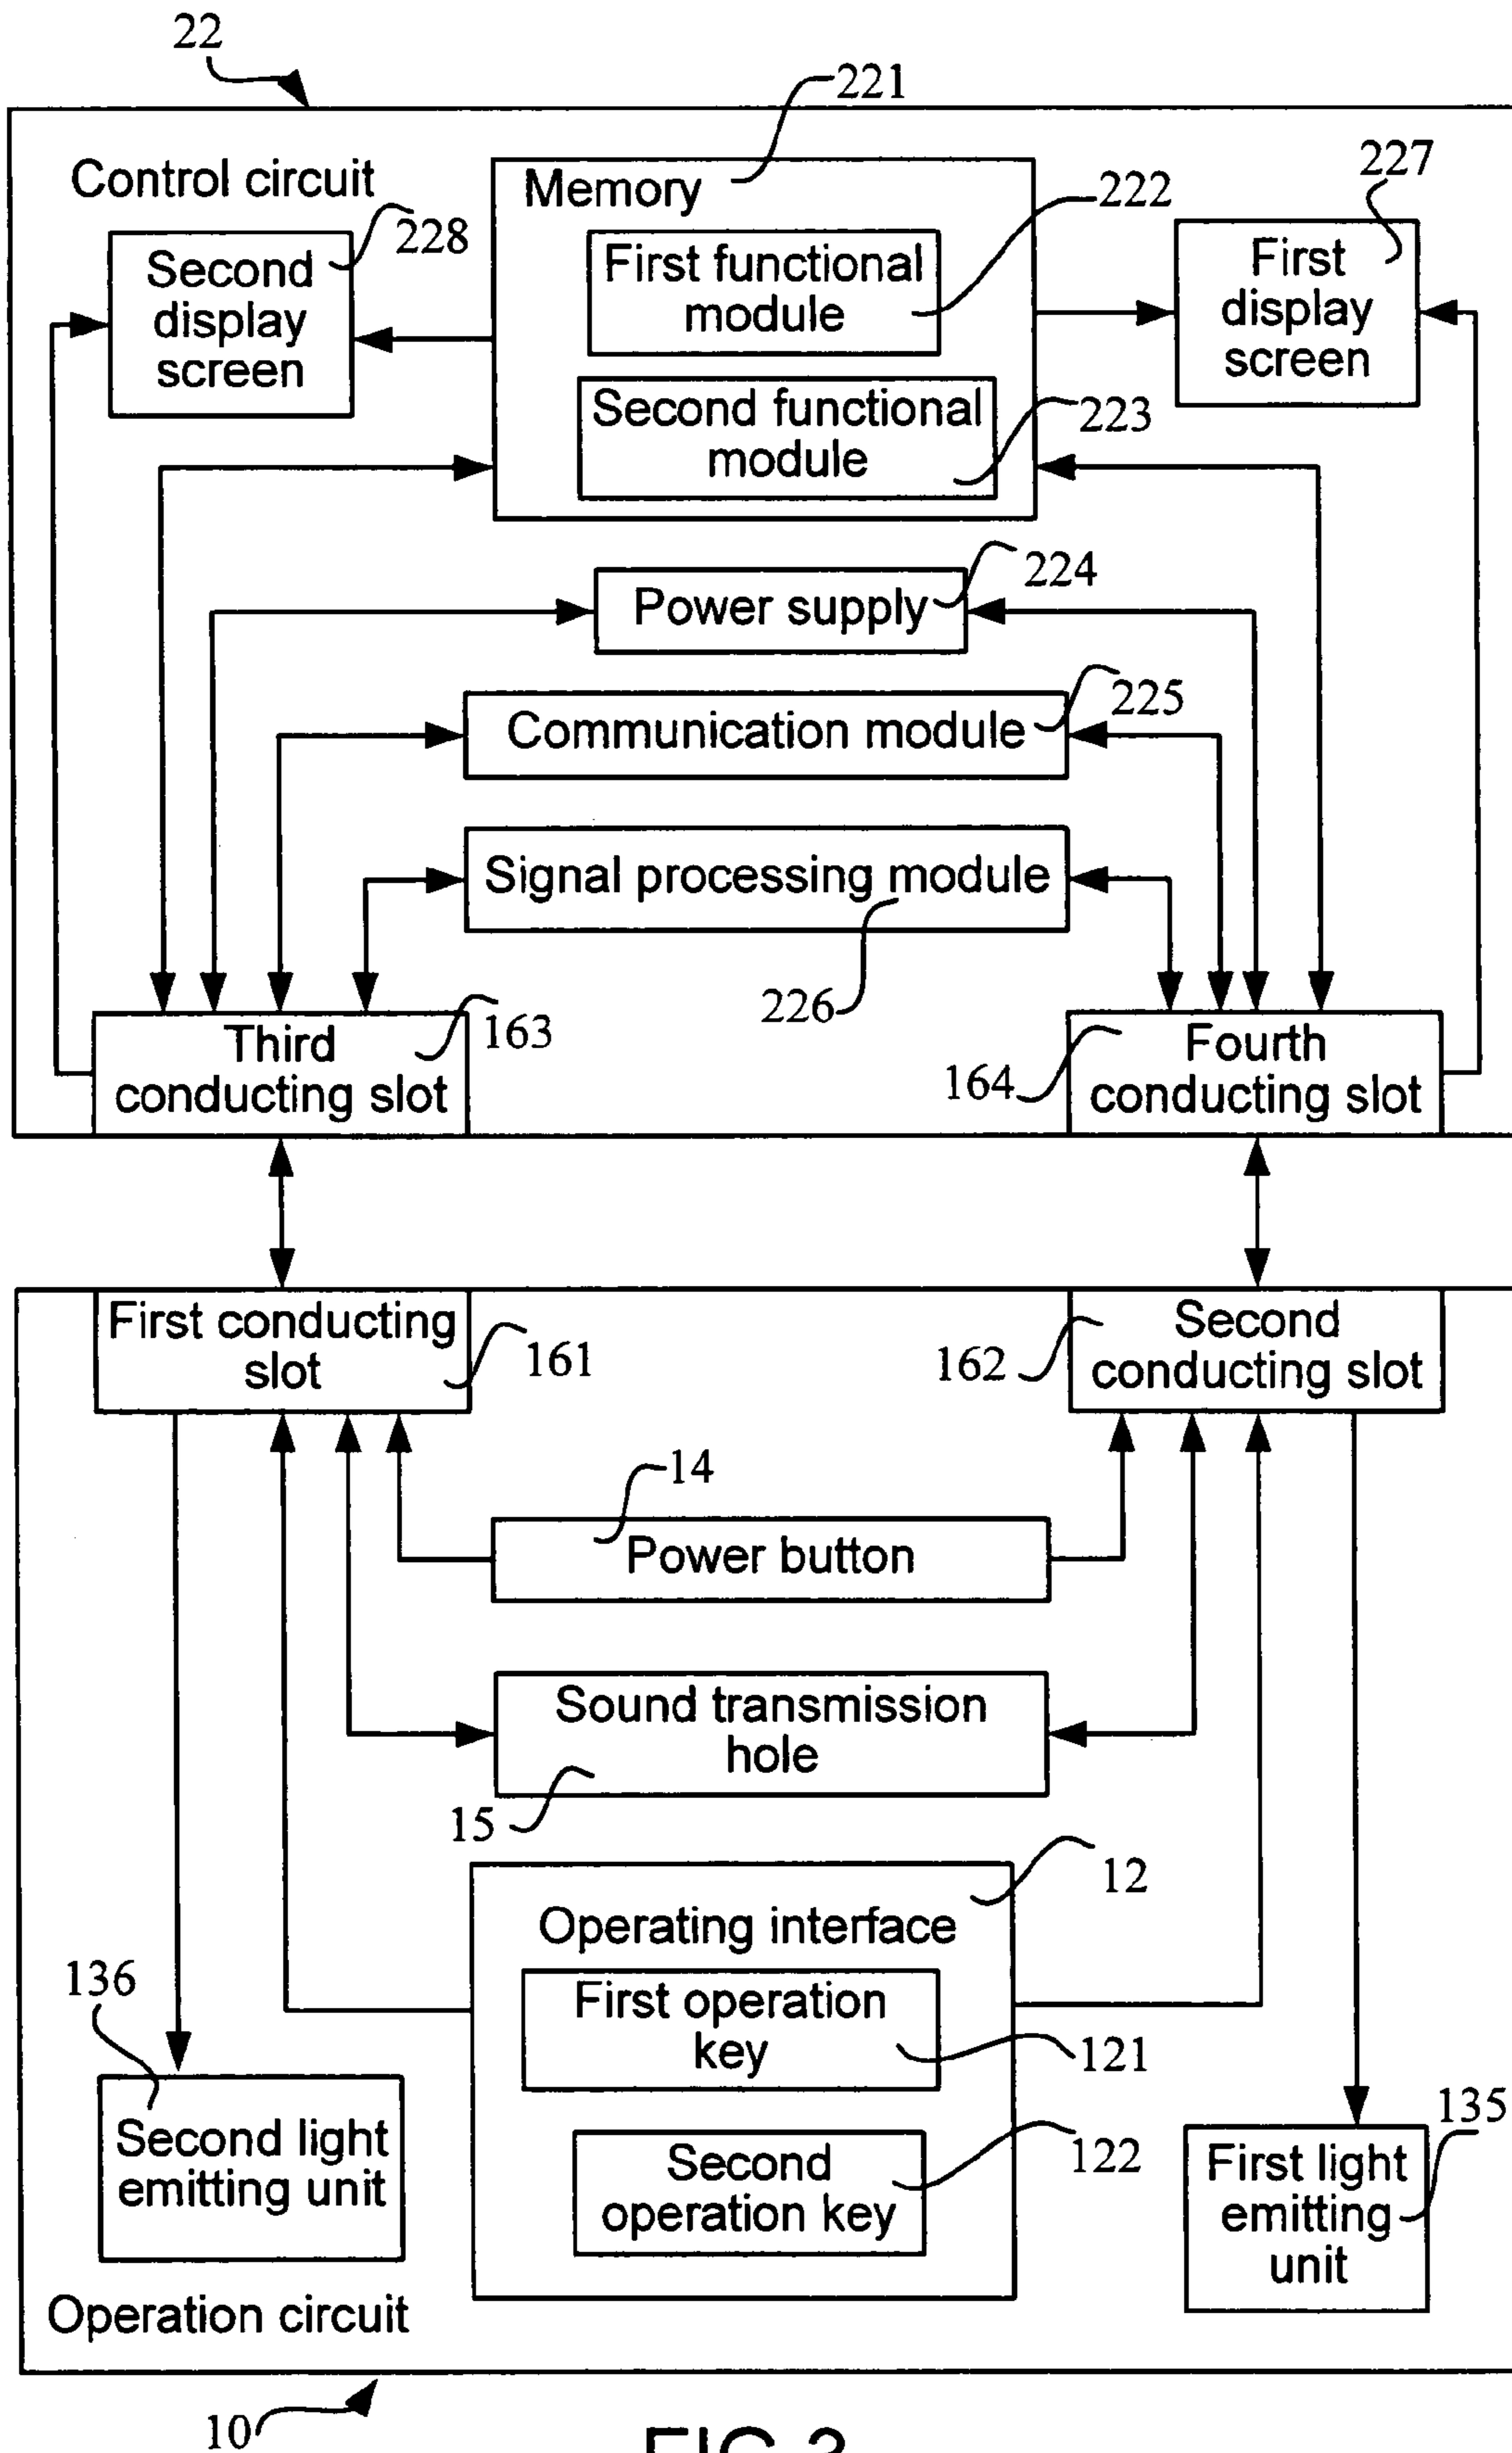 22
221
Control circuit
Memory
222
227
228
Second
display
screen
First functional
module
First
display
screen
Second functional
module
223
Power supply
224
Communication module
225
Signal processing module
226
Third
conducting slot
163
164
Fourth
conducting slot
First conducting
slot
161
162
Second
conducting slot
14
Power button
Sound transmission
hole
15
12
Operating interface
136
First operation
key
121
Second light
emitting unit
Second
operation key
122
135
First light
emitting
unit
Operation circuit
10